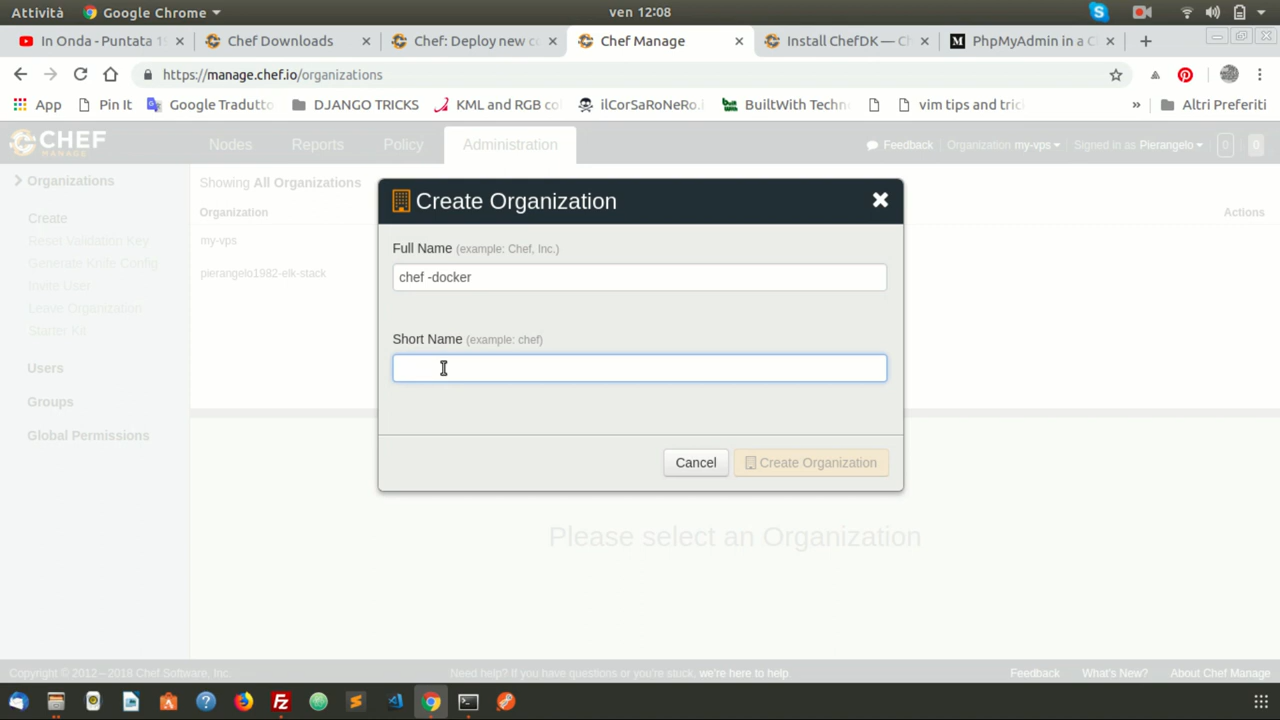 Attività
Google Chrome
ven 12:08
In Onda - Puntata 1
Chef Downloads
Chef: Deploy new c
Chef Manage
Install ChefDK — C
PhpMyAdmin in a C
https://manage.chef.io/organizations
App
Pin It
Google Tradutto
DJANGO TRICKS
KML and RGB co
ilCorSaRoNeRo.i
BuiltWith Techn
vim tips and tric
»
Altri Preferiti
CHEF
MANAGE
Nodes
Reports
Policy
Administration
Feedback
Organization my-vps
Signed in as Pierangelo
0
0
Organizations
Create
Reset Validation Key
Generate Knife Config
Invite User
Leave Organization
Starter Kit
Users
Groups
Global Permissions
Showing All Organizations
Organization
Actions
my-vps
pierangelo1982-elk-stack
Create Organization
Full Name (example: Chef, Inc.)
chef -docker
Short Name (example: chef)
Cancel
Create Organization
Please select an Organization
Copyright © 2012 - 2018 Chef Software, Inc.
Need help? If you have questions or you're stuck, we're here to help.
Feedback
What's New?
About Chef Manage